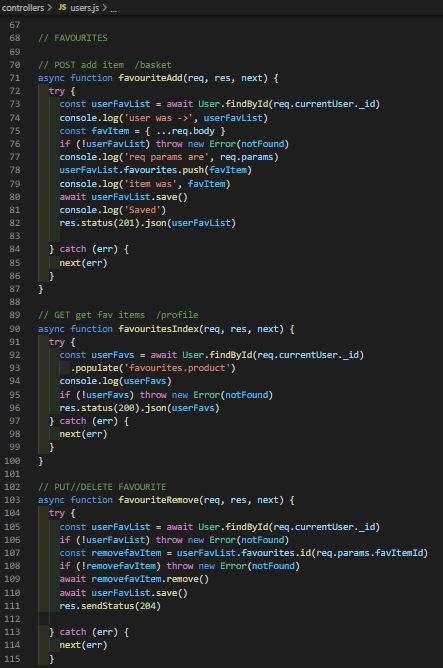 controllers > JS users.js > ...
67
68 // FAVOURITES
69
70 // POST add item  /basket
71 async function favouriteAdd(req, res, next) {
72   try {
73     const userFavList = await User.findById(req.currentUser._id)
74     console.log('user was ->', userFavList)
75     const favItem = { ...req.body }
76     if (!userFavList) throw new Error(notFound)
77     console.log('req params are', req.params)
78     userFavList.favourites.push(favItem)
79     console.log('item was', favItem)
80     await userFavList.save()
81     console.log('Saved')
82     res.status(201).json(userFavList)
83
84   } catch (err) {
85     next(err)
86   }
87 }
88
89 // GET get fav items  /profile
90 async function favouritesIndex(req, res, next) {
91   try {
92     const userFavs = await User.findById(req.currentUser._id)
93       .populate('favourites.product')
94     console.log(userFavs)
95     if (!userFavs) throw new Error(notFound)
96     res.status(200).json(userFavs)
97   } catch (err) {
98     next(err)
99   }
100 }
101
102 // PUT//DELETE FAVOURITE
103 async function favouriteRemove(req, res, next) {
104   try {
105     const userFavList = await User.findById(req.currentUser._id)
106     if (!userFavList) throw new Error(notFound)
107     const removefavItem = userFavList.favourites.id(req.params.favItemId)
108     if (!removefavItem) throw new Error(notFound)
109     await removefavItem.remove()
110     await userFavList.save()
111     res.sendStatus(204)
112
113   } catch (err) {
114     next(err)
115   }